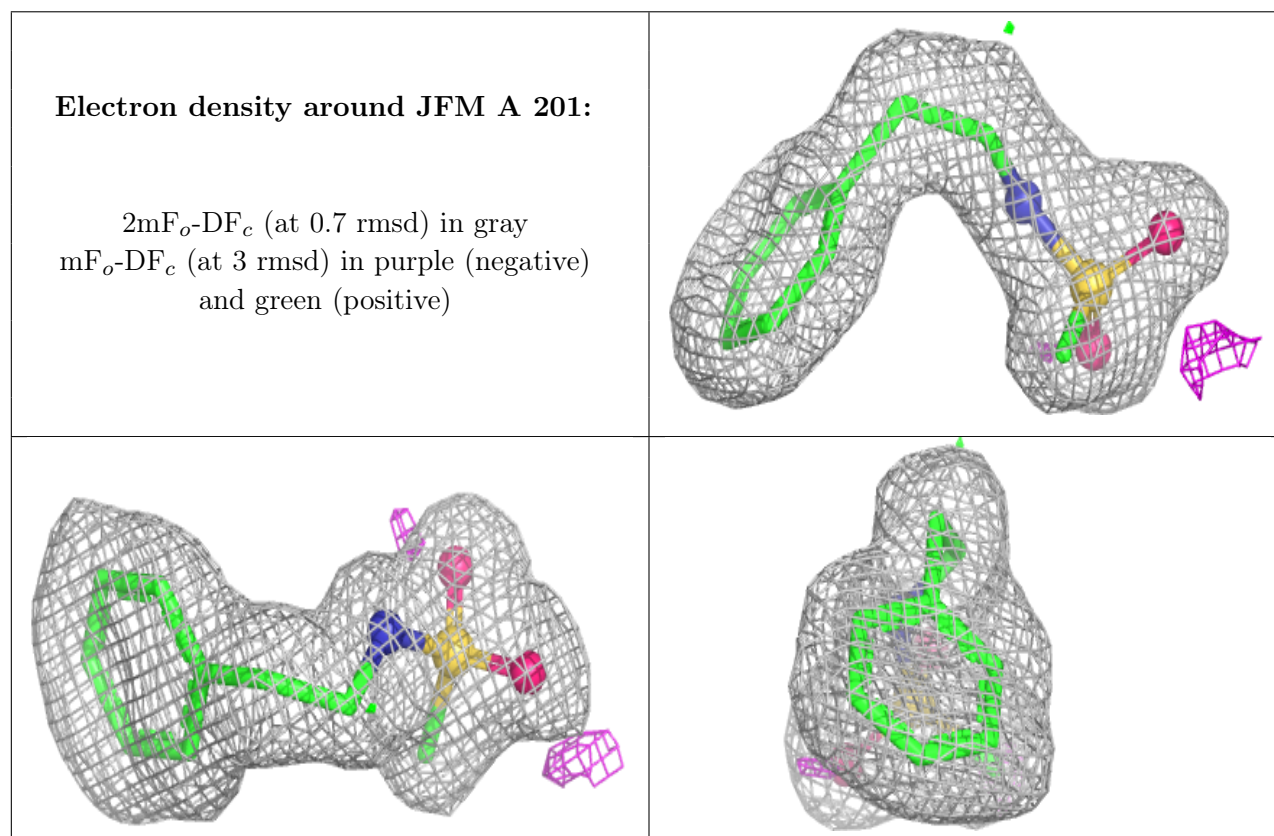 Electron density around JFM A 201:
2mFo-DFc (at 0.7 rmsd) in gray
mFo-DFc (at 3 rmsd) in purple (negative)
and green (positive)